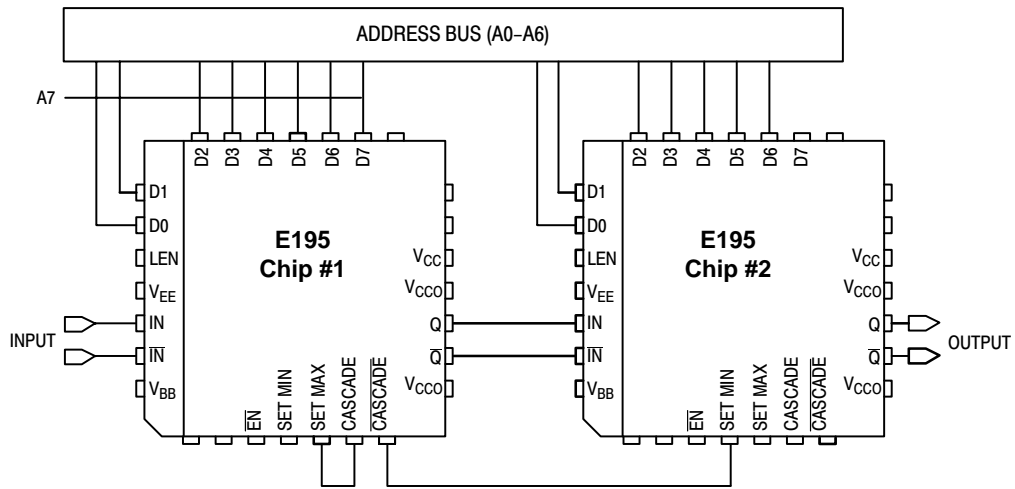 ADDRESS BUS (A0–A6)
A7
D2 D3 D4 D5 D6 D7
D1
D0
LEN
VEE
IN
IN
VBB
E195
Chip #1
VCC
VCCO
Q
Q
VCCO
EN SET MIN SET MAX CASCADE CASCADE
INPUT
D2 D3 D4 D5 D6 D7
D1
D0
LEN
VEE
IN
IN
VBB
E195
Chip #2
VCC
VCCO
Q
Q
VCCO
EN SET MIN SET MAX CASCADE CASCADE
OUTPUT